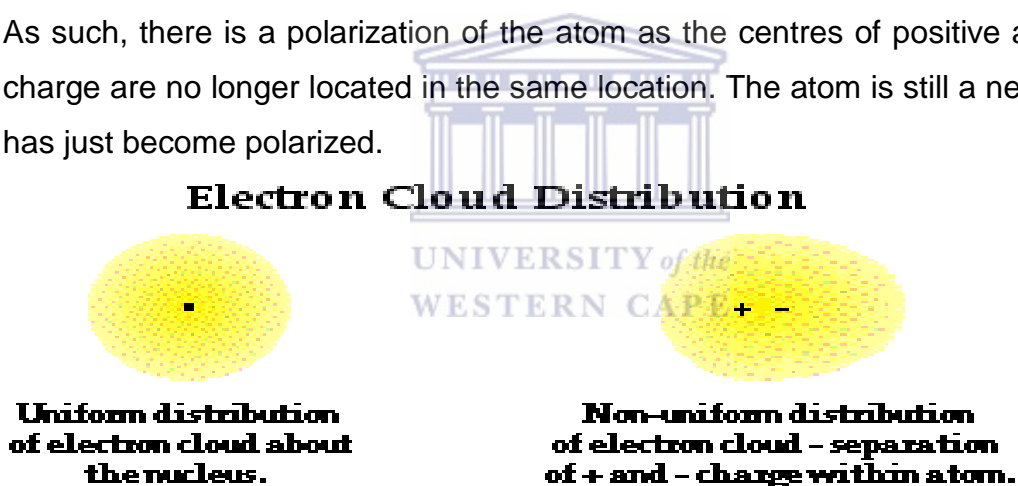 As such, there is a polarization of the atom as the centres of positive a
charge are no longer located in the same location. The atom is still a ne
has just become polarized.
Electron Cloud Distribution
UNIVERSITY of the
WESTERN CAPE
+ -
Uniform distribution
of electron cloud about
the nucleus.
Non-uniform distribution
of electron cloud - separation
of + and - charge within atom.